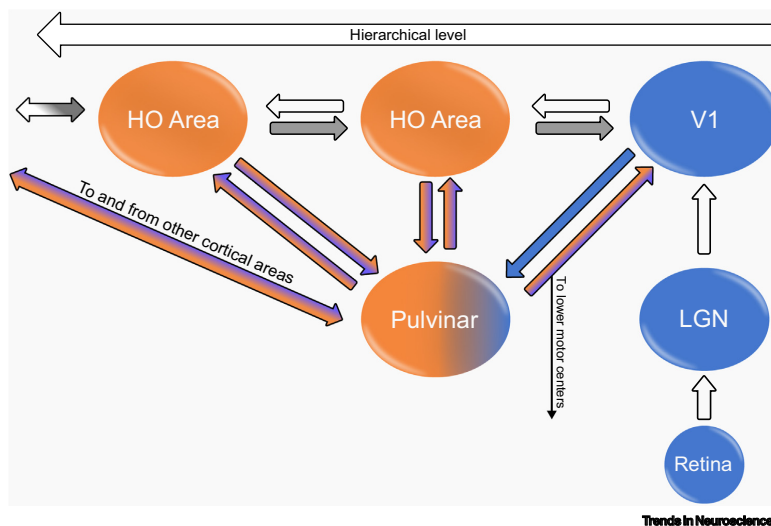 Hierarchical level
HO Area
HO Area
V1
To and from other cortical areas
Pulvinar
To lower motor centers
LGN
Retina
Trends in Neuroscience